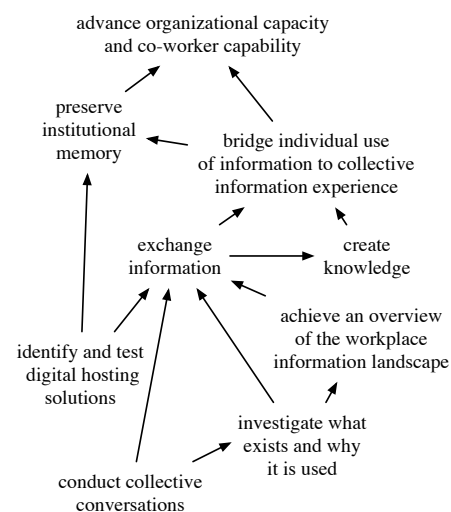 advance organizational capacity
and co-worker capability
preserve
institutional
memory
bridge individual use
of information to collective
information experience
exchange
information
create
knowledge
achieve an overview
of the workplace
information landscape
identify and test
digital hosting
solutions
investigate what
exists and why
it is used
conduct collective
conversations